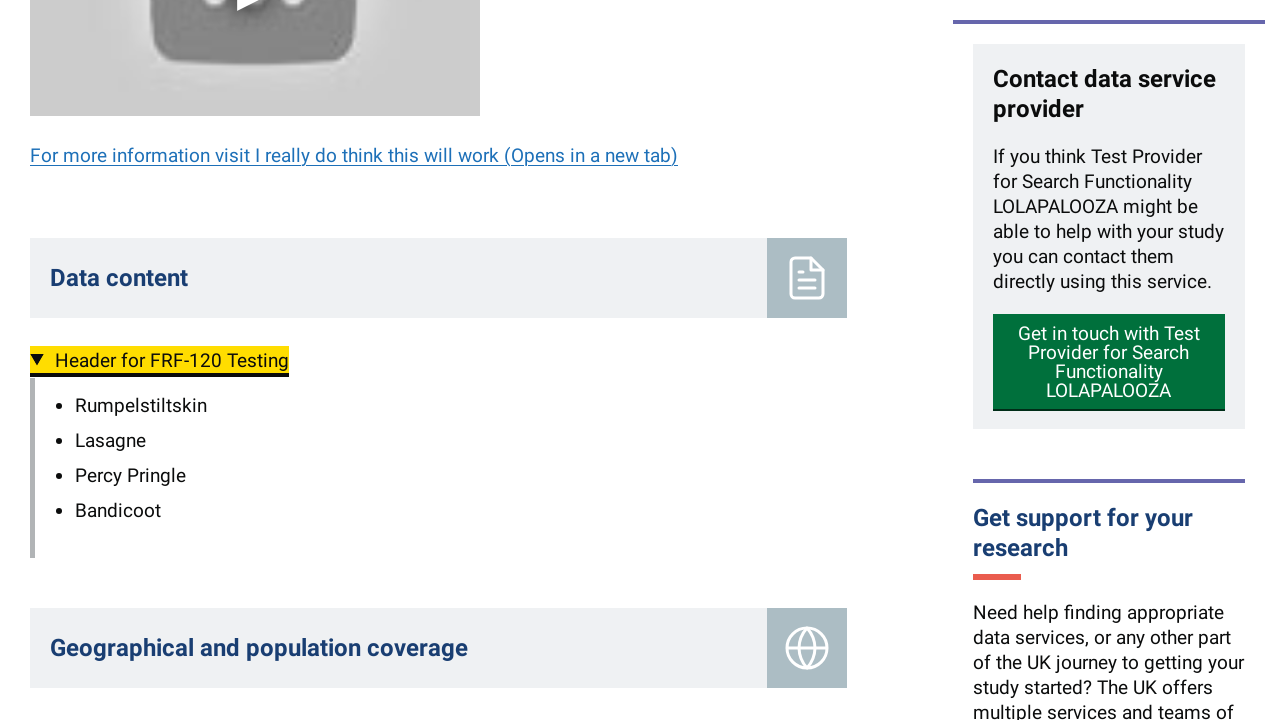 For more information visit I really do think this will work (Opens in a new tab)
Data content
Header for FRF-120 Testing
Rumpelstiltskin
Lasagne
Percy Pringle
Bandicoot
Geographical and population coverage
Contact data service
provider
If you think Test Provider
for Search Functionality
LOLAPALOOZA might be
able to help with your study
you can contact them
directly using this service.
Get in touch with Test
Provider for Search
Functionality
LOLAPALOOZA
Get support for your
research
Need help finding appropriate
data services, or any other part
of the UK journey to getting your
study started? The UK offers
multiple services and teams of